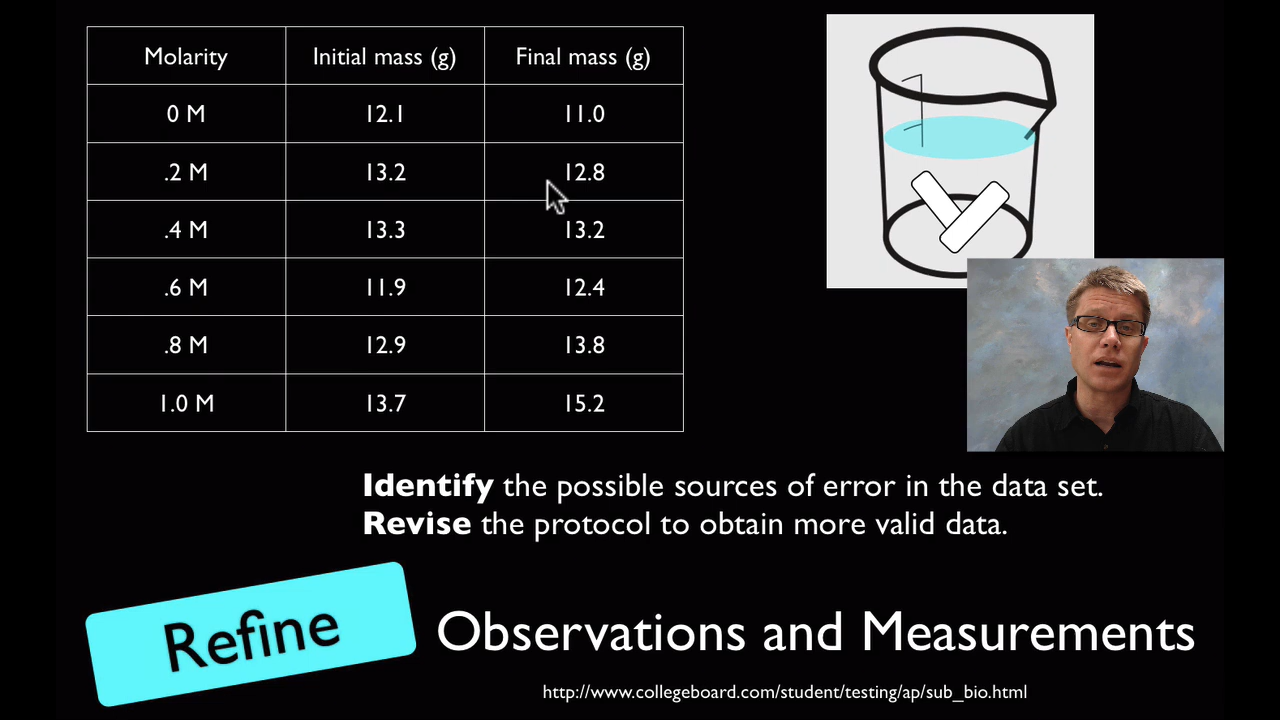 Molarity Initial mass (g) Final mass (g)
0 M 12.1 11.0
.2 M 13.2 12.8
.4 M 13.3 13.2
.6 M 11.9 12.4
.8 M 12.9 13.8
1.0 M 13.7 15.2
Identify the possible sources of error in the data set.
Revise the protocol to obtain more valid data.
Refine Observations and Measurements
http://www.collegeboard.com/student/testing/ap/sub_bio.html